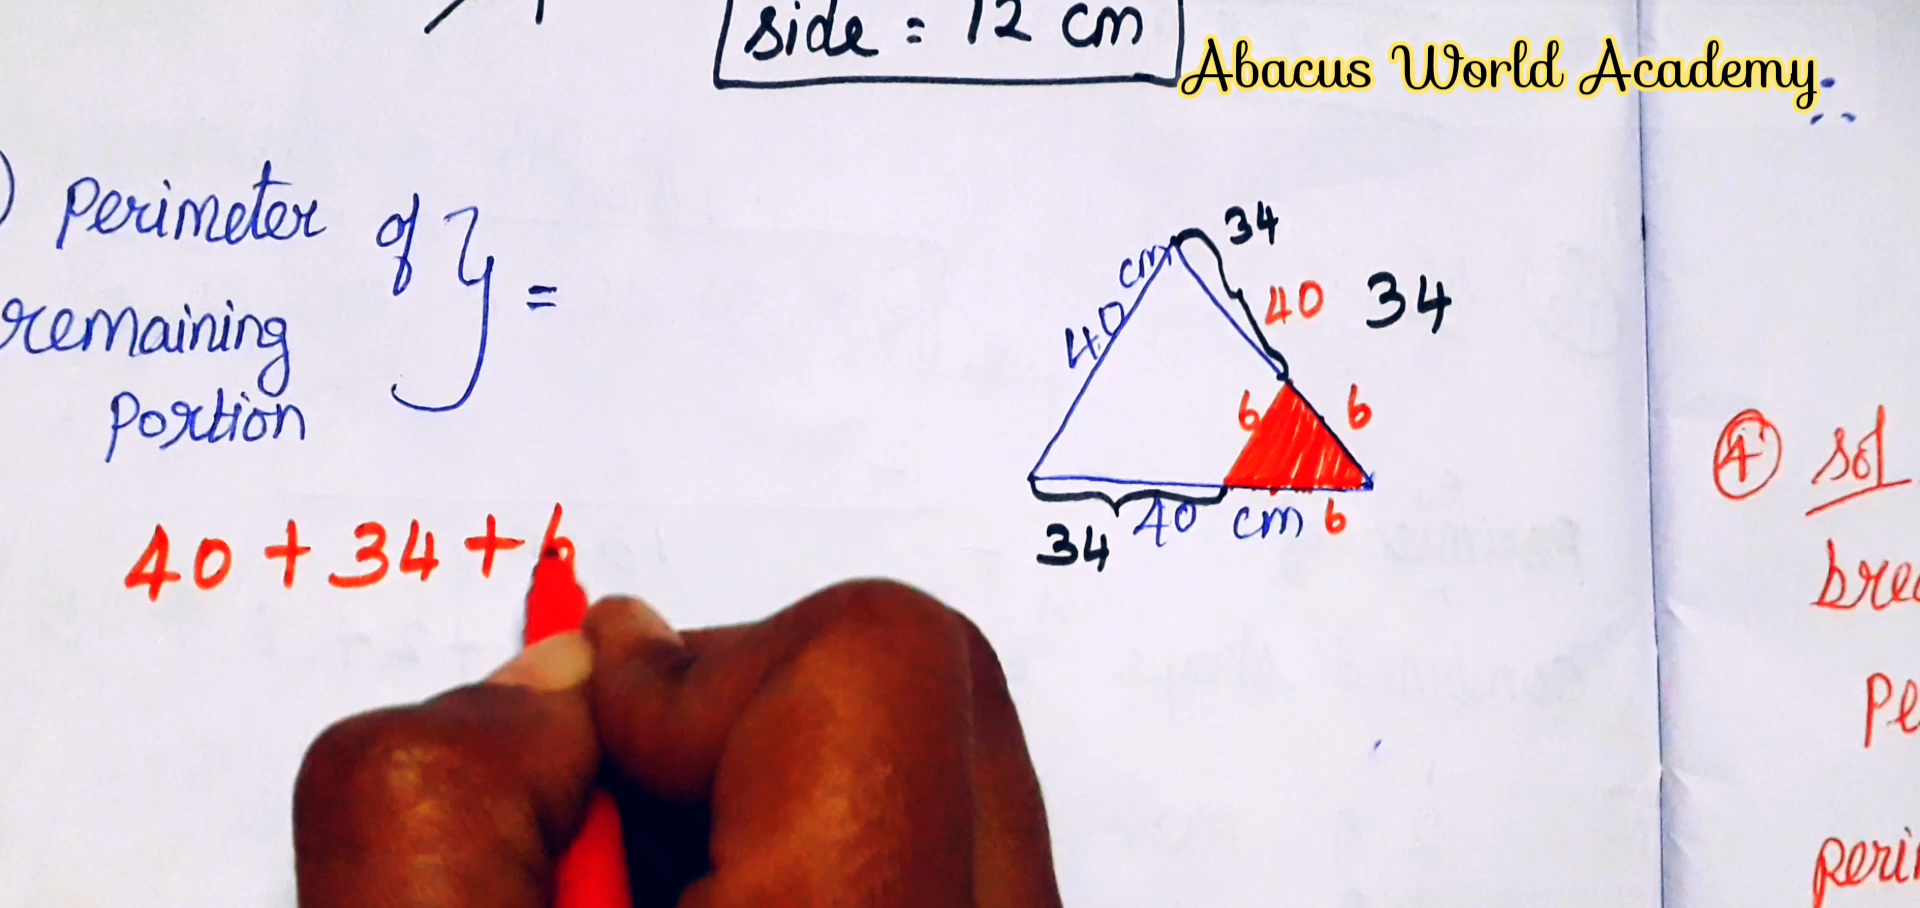 side = 12 cm
Abacus World Academy
Perimeter of
remaining
Portion
=
40 + 34 + 6
34
cm
40
40
34
6
6
34
40 cm
6
4 sol